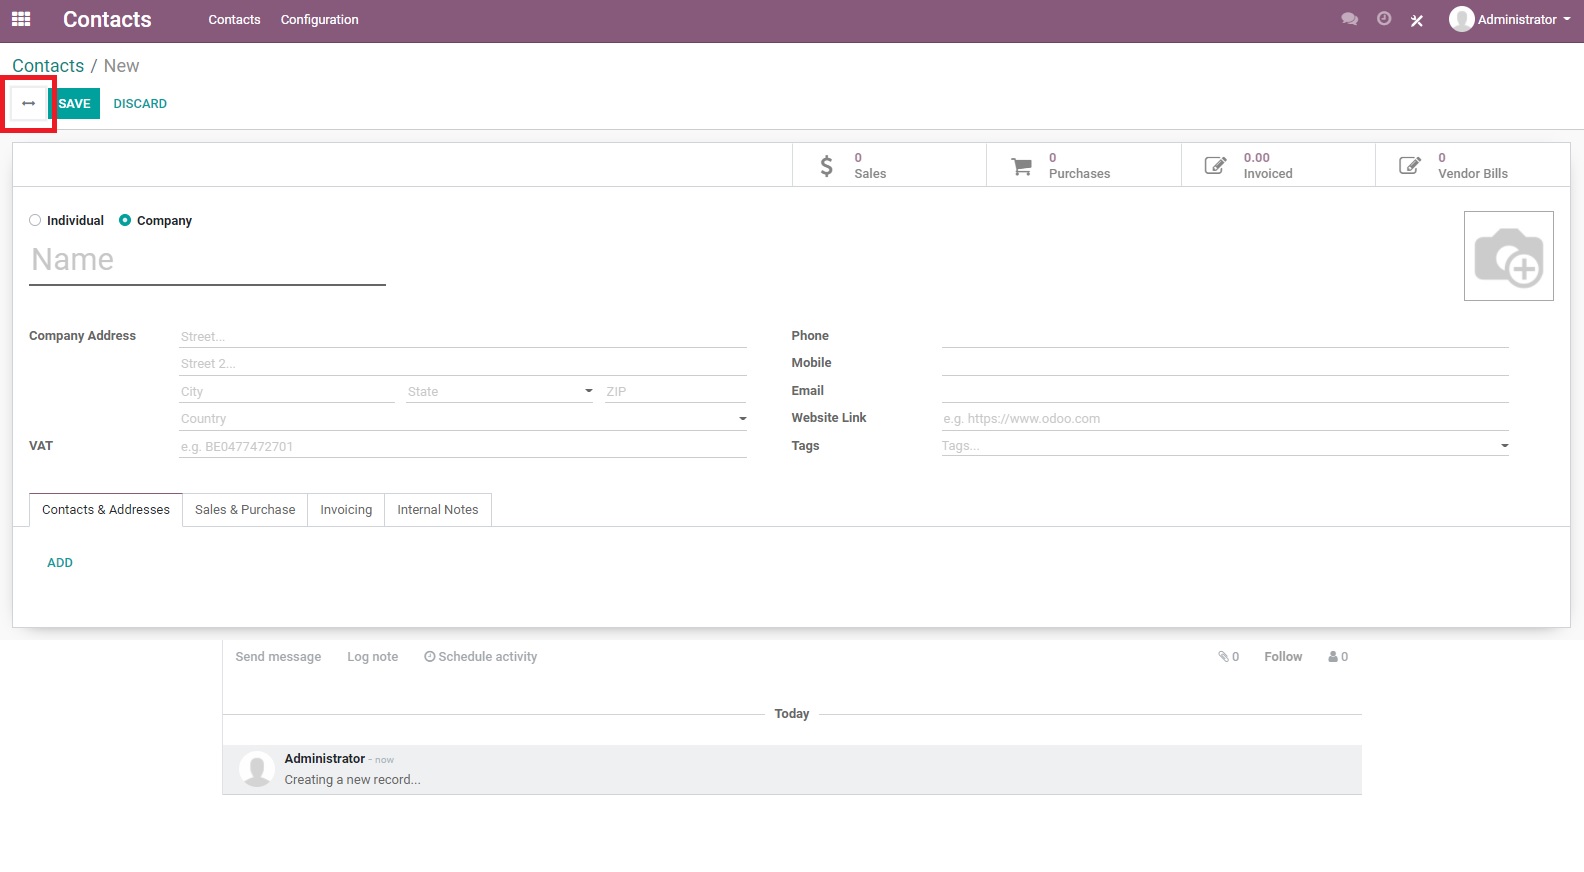 Contacts Contacts Configuration Administrator
Contacts / New
SAVE DISCARD
0 Sales
0 Purchases
0.00 Invoiced
0 Vendor Bills
Individual Company
Name
Company Address Street...
Street 2...
City State ZIP
Country
VAT e.g. BE0477472701
Phone
Mobile
Email
Website Link e.g. https://www.odoo.com
Tags Tags...
Contacts & Addresses Sales & Purchase Invoicing Internal Notes
ADD
Send message Log note Schedule activity 0 Follow 0
Today
Administrator - now
Creating a new record...